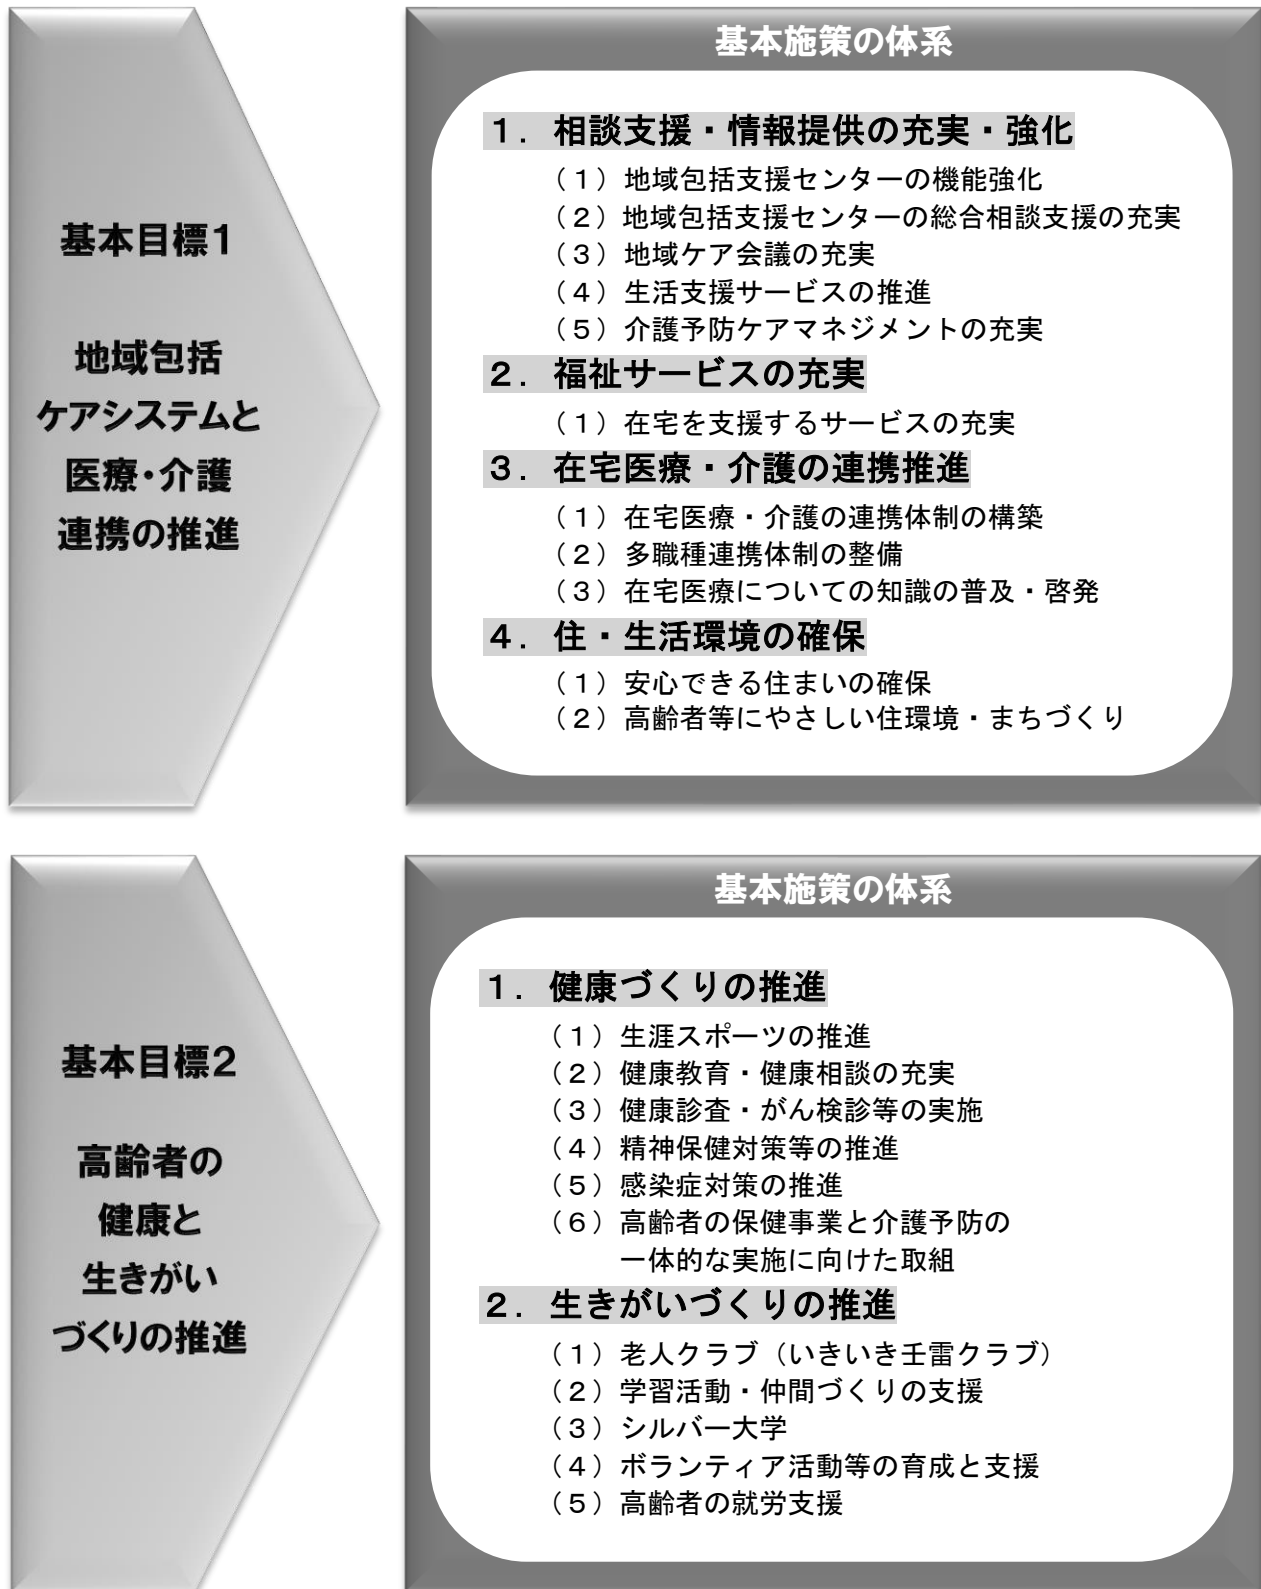 基本目標1
地域包括
ケアシステムと
医療・介護
連携の推進
基本施策の体系
１．相談支援・情報提供の充実・強化
（１）地域包括支援センターの機能強化
（２）地域包括支援センターの総合相談支援の充実
（３）地域ケア会議の充実
（４）生活支援サービスの推進
（５）介護予防ケアマネジメントの充実
２．福祉サービスの充実
（１）在宅を支援するサービスの充実
３．在宅医療・介護の連携推進
（１）在宅医療・介護の連携体制の構築
（２）多職種連携体制の整備
（３）在宅医療についての知識の普及・啓発
４．住・生活環境の確保
（１）安心できる住まいの確保
（２）高齢者等にやさしい住環境・まちづくり
基本目標2
高齢者の
健康と
生きがい
づくりの推進
基本施策の体系
１．健康づくりの推進
（１）生涯スポーツの推進
（２）健康教育・健康相談の充実
（３）健康診査・がん検診等の実施
（４）精神保健対策等の推進
（５）感染症対策の推進
（６）高齢者の保健事業と介護予防の
一体的な実施に向けた取組
２．生きがいづくりの推進
（１）老人クラブ（いきいき壬雷クラブ）
（２）学習活動・仲間づくりの支援
（３）シルバー大学
（４）ボランティア活動等の育成と支援
（５）高齢者の就労支援